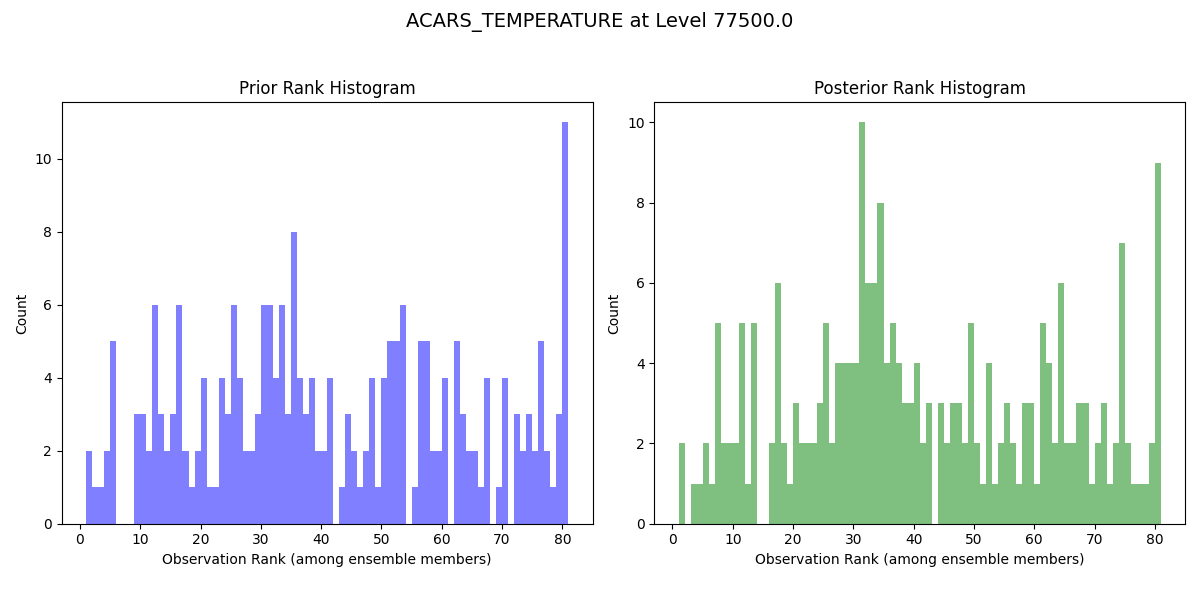 ACARS_TEMPERATURE at Level 77500.0
Prior Rank Histogram
Count
10
8
6
4
2
0
0 10 20 30 40 50 60 70 80
Observation Rank (among ensemble members)
Posterior Rank Histogram
Count
10
8
6
4
2
0
0 10 20 30 40 50 60 70 80
Observation Rank (among ensemble members)